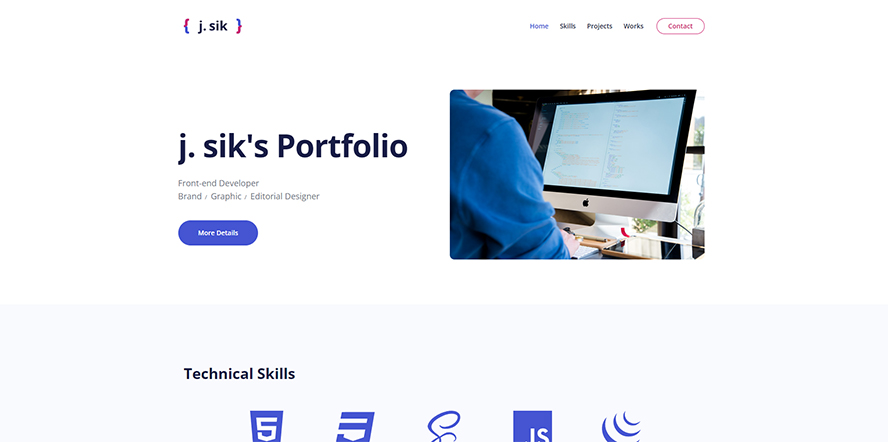 { j. sik }
Home Skills Projects Works Contact
j. sik's Portfolio
Front-end Developer
Brand / Graphic / Editorial Designer
More Details
Technical Skills
5 JS